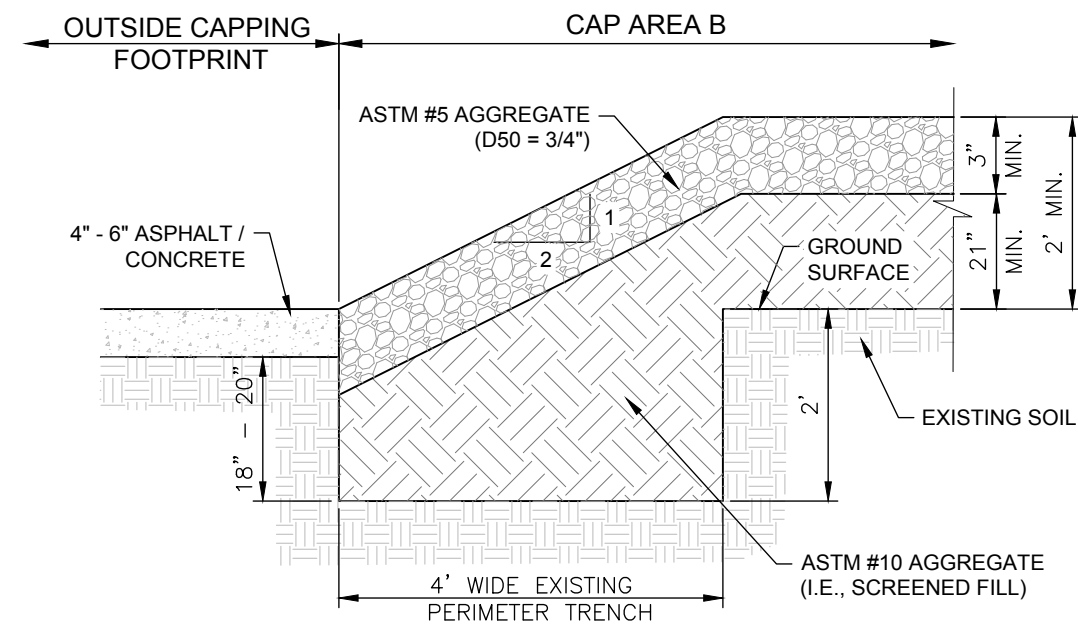 OUTSIDE CAPPING
FOOTPRINT
CAP AREA B
ASTM #5 AGGREGATE
(D50 = 3/4")
4" - 6" ASPHALT /
CONCRETE
1
2
GROUND
SURFACE
3"
MIN.
21"
MIN.
2' MIN.
18" - 20"
2'
EXISTING SOIL
ASTM #10 AGGREGATE
(I.E., SCREENED FILL)
4' WIDE EXISTING
PERIMETER TRENCH